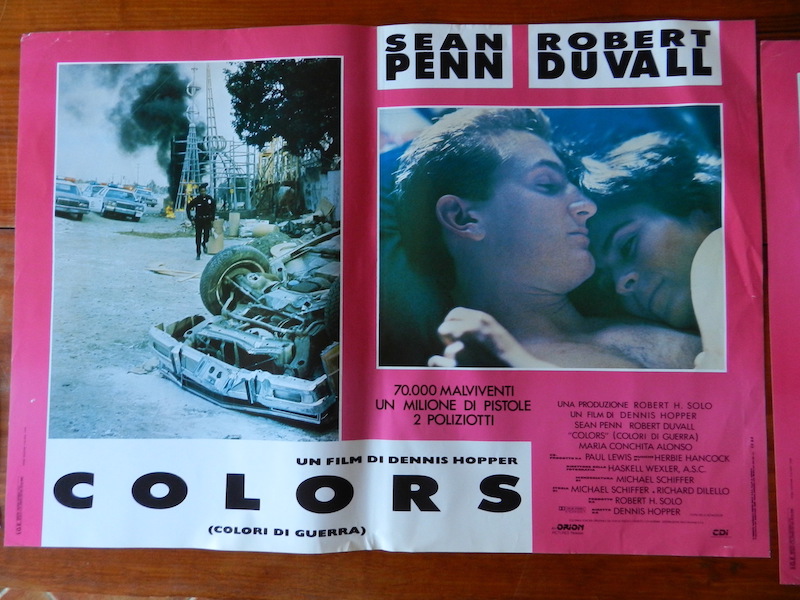 SEAN
PENN
ROBERT
DUVALL
70.000 MALVIVENTI
UN MILIONE DI PISTOLE
2 POLIZIOTTI
UN FILM DI DENNIS HOPPER
COLORS
(COLORI DI GUERRA)
UNA PRODUZIONE ROBERT H. SOLO
UN FILM DI DENNIS HOPPER
SEAN PENN ROBERT DUVALL
"COLORS" (COLORI DI GUERRA)
MARIA CONCHITA ALONSO
PAUL LEWIS HERBIE HANCOCK
HASKELL WEXLER, A.S.C.
MICHAEL SCHIFFER
MICHAEL SCHIFFER RICHARD DILELLO
ROBERT H. SOLO
DENNIS HOPPER
ORION
CDI